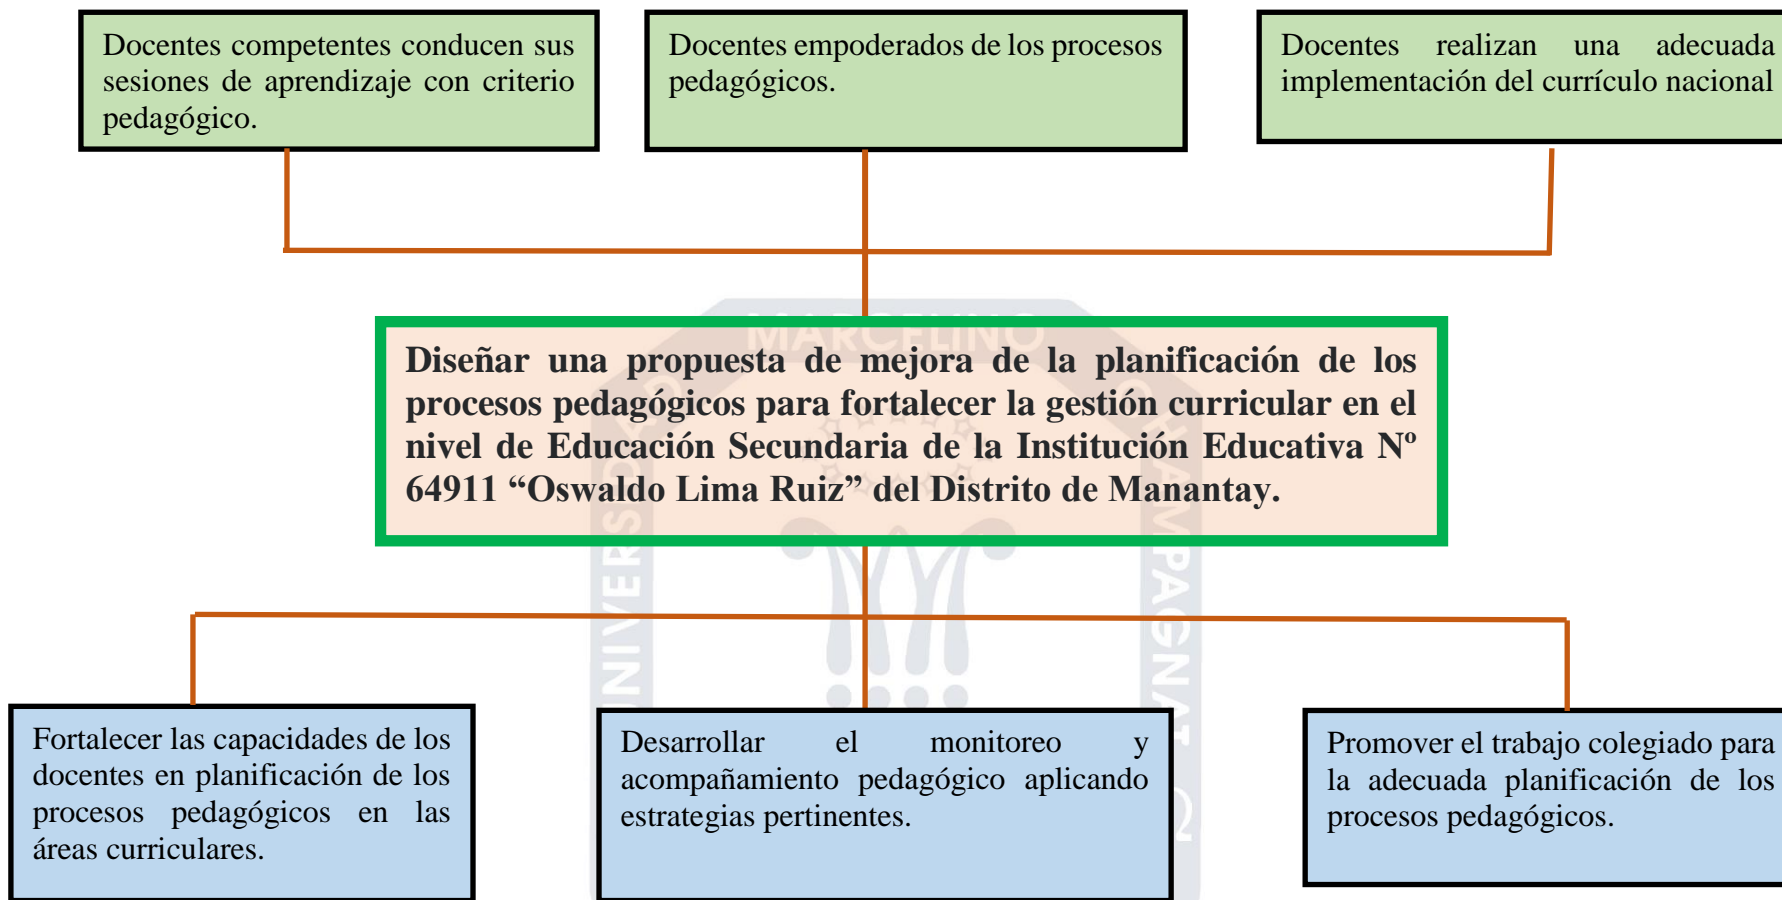 Docentes competentes conducen sus
sesiones de aprendizaje con criterio
pedagógico.
Docentes empoderados de los procesos
pedagógicos.
Docentes realizan una adecuada
implementación del currículo nacional
MARCELINO
Diseñar una propuesta de mejora de la planificación de los
procesos pedagógicos para fortalecer la gestión curricular en el
nivel de Educación Secundaria de la Institución Educativa Nº
64911 “Oswaldo Lima Ruiz” del Distrito de Manantay.
UNIVERSIDAD
CHAMPAGNAT
Fortalecer las capacidades de los
docentes en planificación de los
procesos pedagógicos en las
áreas curriculares.
Desarrollar el monitoreo y
acompañamiento pedagógico aplicando
estrategias pertinentes.
Promover el trabajo colegiado para
la adecuada planificación de los
procesos pedagógicos.